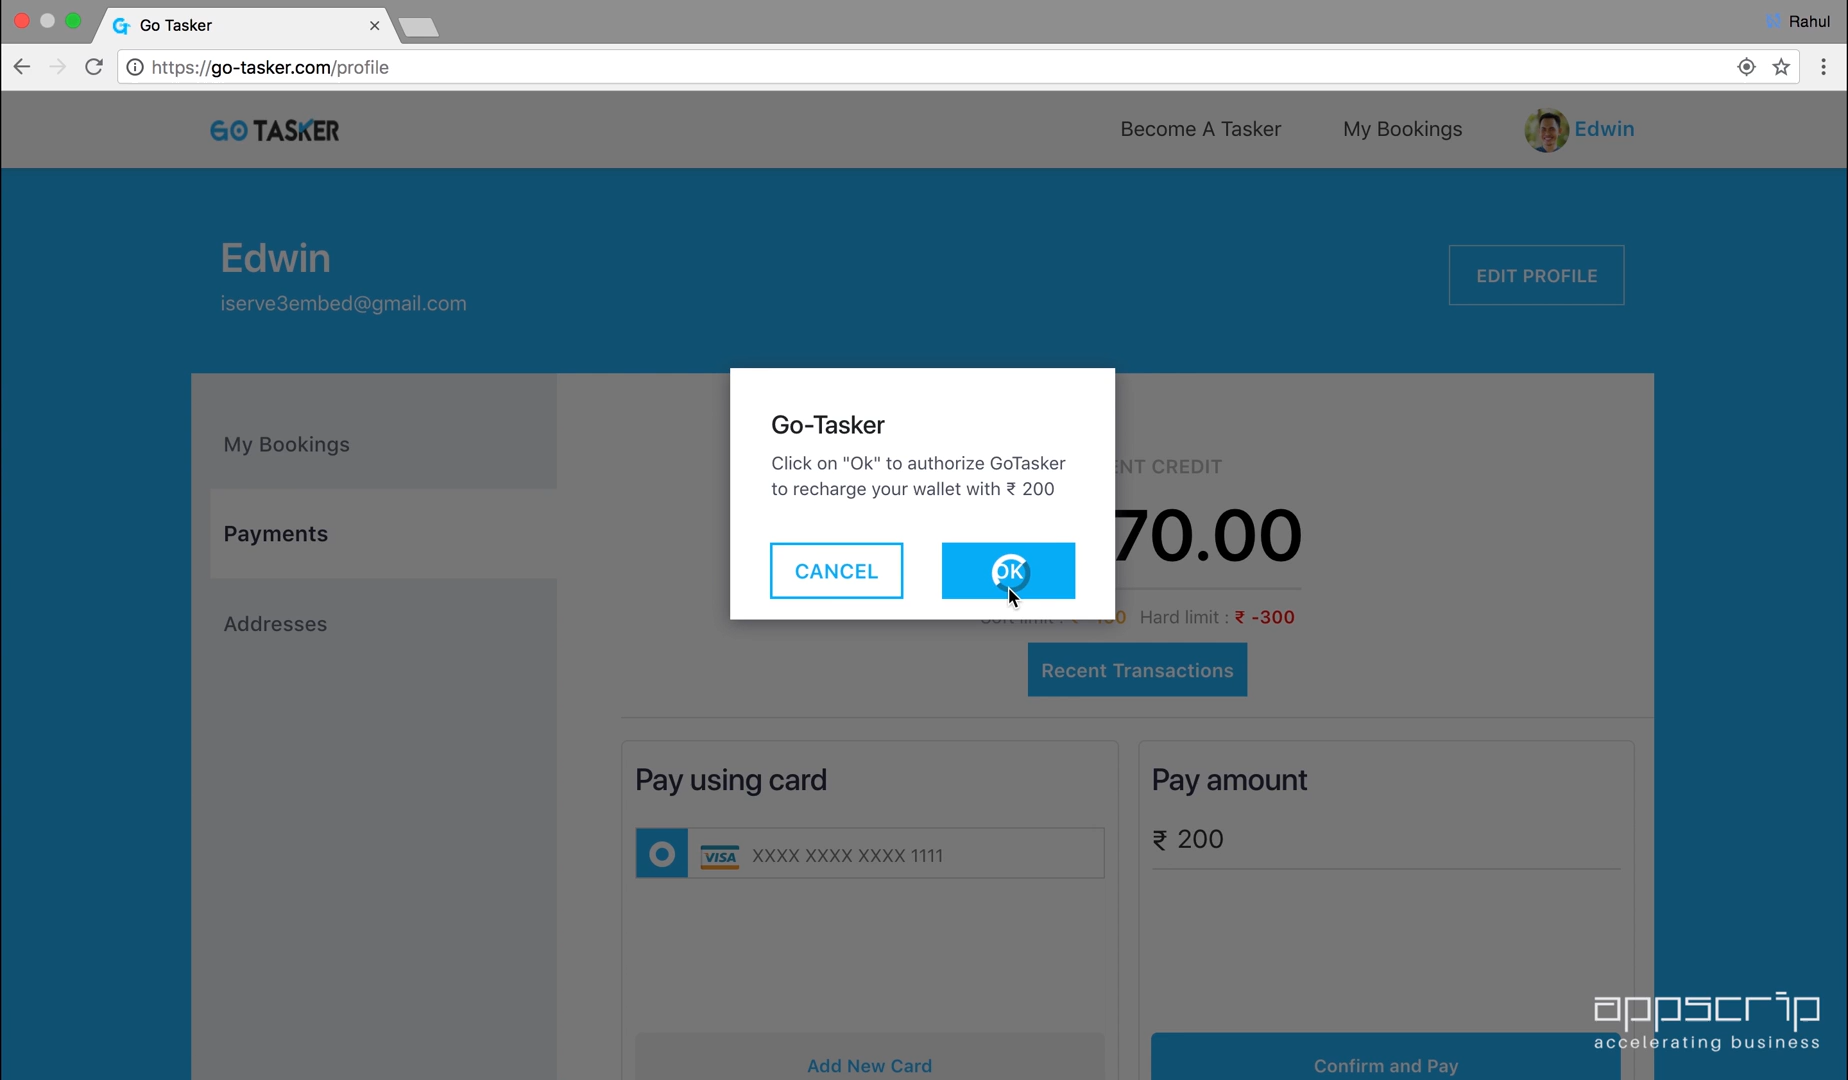 Go Tasker
Rahul
https://go-tasker.com/profile
GO TASKER
Become A Tasker
My Bookings
Edwin
Edwin
iserve3embed@gmail.com
EDIT PROFILE
My Bookings
Payments
Addresses
Go-Tasker
Click on "Ok" to authorize GoTasker
to recharge your wallet with ₹ 200
CANCEL
OK
CREDIT
70.00
Hard limit : ₹ -300
Recent Transactions
Pay using card
VISA XXXX XXXX XXXX 1111
Add New Card
Pay amount
₹ 200
Confirm and Pay
appscrip
accelerating business